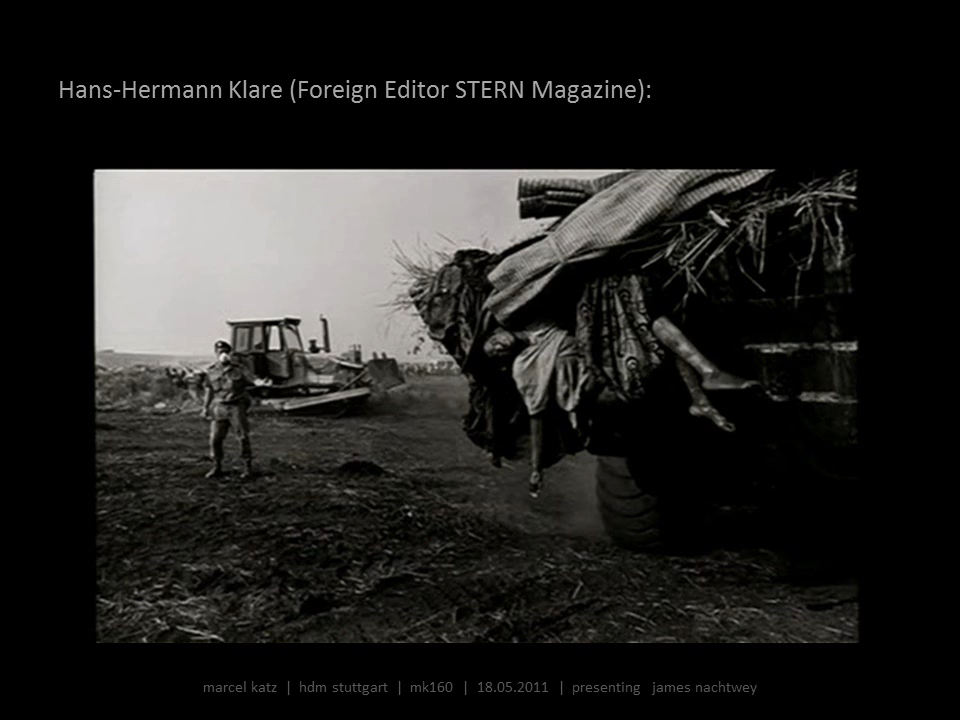 Hans-Hermann Klare (Foreign Editor STERN Magazine):
marcel katz | hdm stuttgart | mk160 | 18.05.2011 | presenting james nachtwey